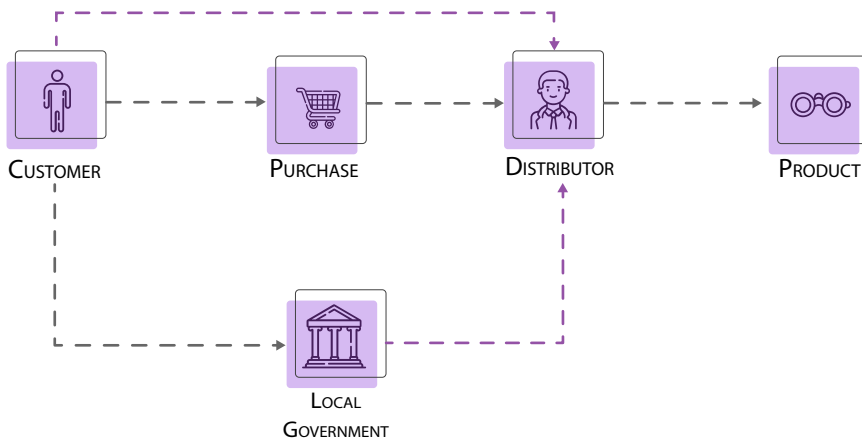 Customer
Purchase
Distributor
Product
Local
Government